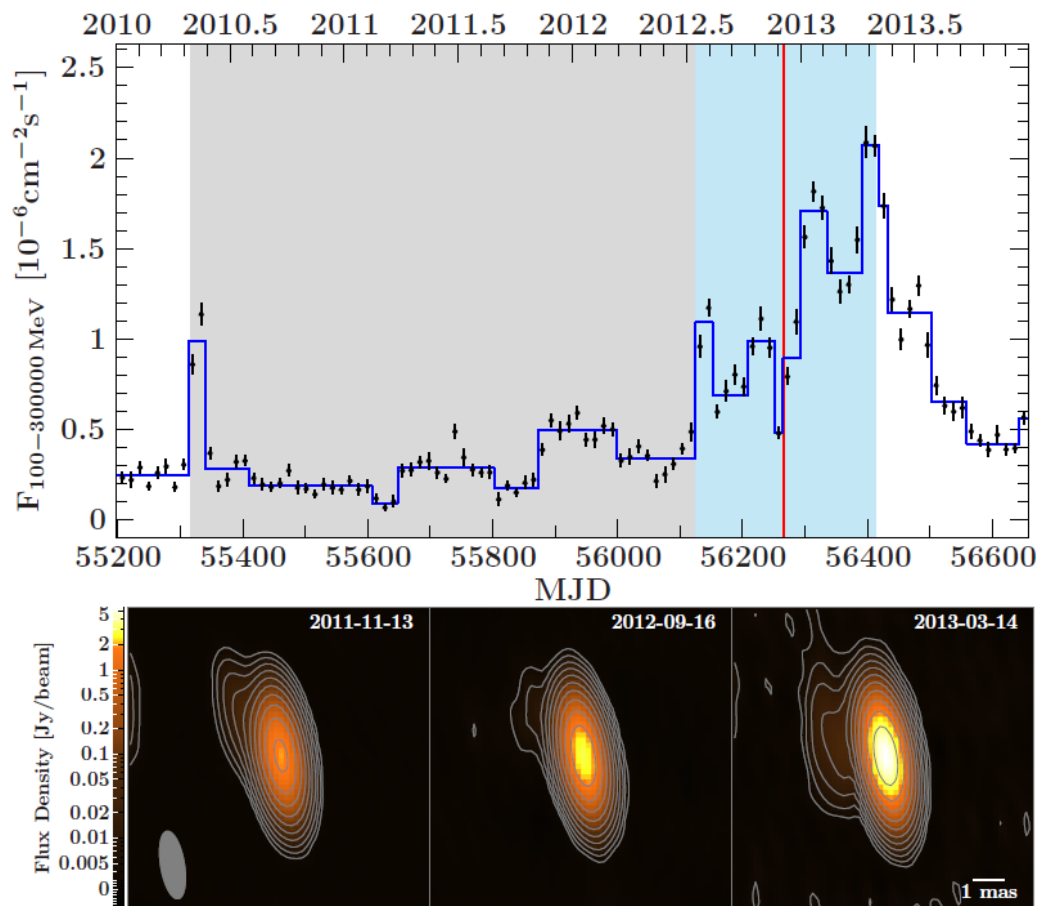 2010 2010.5 2011 2011.5 2012 2012.5 2013 2013.5
F100−300000 MeV [10−6cm−2s−1]
2.5
2
1.5
1
0.5
0
55200 55400 55600 55800 56000 56200 56400 56600
MJD
Flux Density [Jy/beam]
5
2
1
0.5
0.2
0.1
0.05
0.02
0.01
0.005
0
2011-11-13 2012-09-16 2013-03-14
1 mas